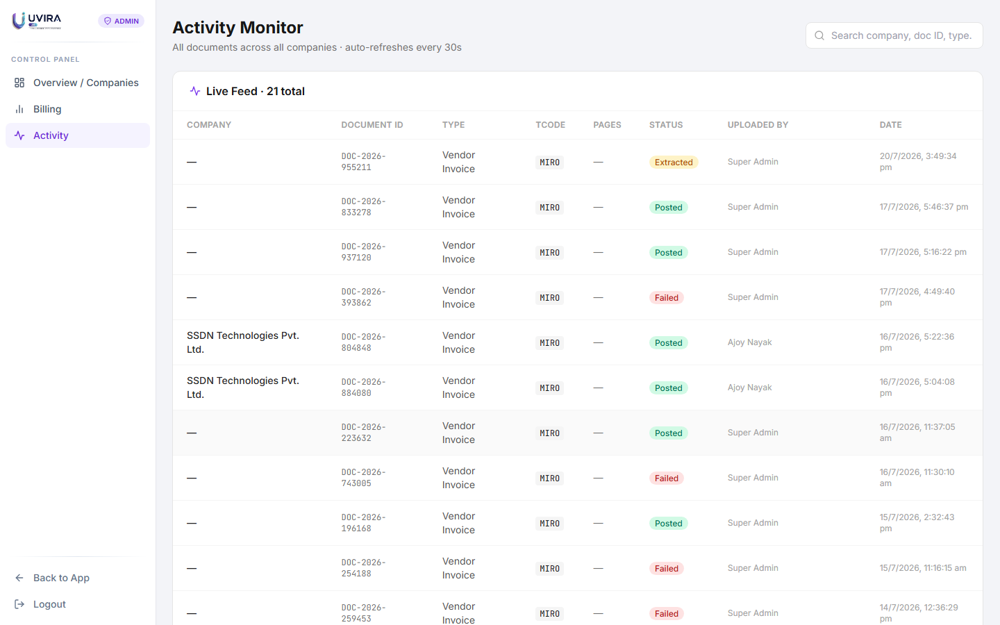 UVIRA
ADMIN
CONTROL PANEL
Overview / Companies
Billing
Activity
Back to App
Logout
Activity Monitor
All documents across all companies · auto-refreshes every 30s
Search company, doc ID, type.
Live Feed · 21 total
COMPANY DOCUMENT ID TYPE TCODE PAGES STATUS UPLOADED BY DATE
— DOC-2026-955211 Vendor Invoice MIRO — Extracted Super Admin 20/7/2026, 3:49:34 pm
— DOC-2026-833278 Vendor Invoice MIRO — Posted Super Admin 17/7/2026, 5:46:37 pm
— DOC-2026-937120 Vendor Invoice MIRO — Posted Super Admin 17/7/2026, 5:16:22 pm
— DOC-2026-393862 Vendor Invoice MIRO — Failed Super Admin 17/7/2026, 4:49:40 pm
SSDN Technologies Pvt. Ltd. DOC-2026-804848 Vendor Invoice MIRO — Posted Ajoy Nayak 16/7/2026, 5:22:36 pm
SSDN Technologies Pvt. Ltd. DOC-2026-884080 Vendor Invoice MIRO — Posted Ajoy Nayak 16/7/2026, 5:04:08 pm
— DOC-2026-223632 Vendor Invoice MIRO — Posted Super Admin 16/7/2026, 11:37:05 am
— DOC-2026-743005 Vendor Invoice MIRO — Failed Super Admin 16/7/2026, 11:30:10 am
— DOC-2026-196168 Vendor Invoice MIRO — Posted Super Admin 15/7/2026, 2:32:43 pm
— DOC-2026-254188 Vendor Invoice MIRO — Failed Super Admin 15/7/2026, 11:16:15 am
— DOC-2026-259453 Vendor Invoice MIRO — Failed Super Admin 14/7/2026, 12:36:29 pm